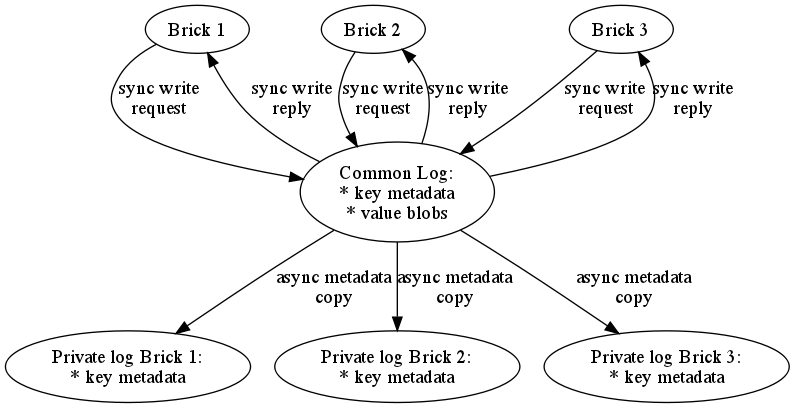 Brick 1
Brick 2
Brick 3
sync write
request
sync write
reply
sync write
request
sync write
reply
sync write
request
sync write
reply
Common Log:
* key metadata
* value blobs
async metadata
copy
async metadata
copy
async metadata
copy
Private log Brick 1:
* key metadata
Private log Brick 2:
* key metadata
Private log Brick 3:
* key metadata